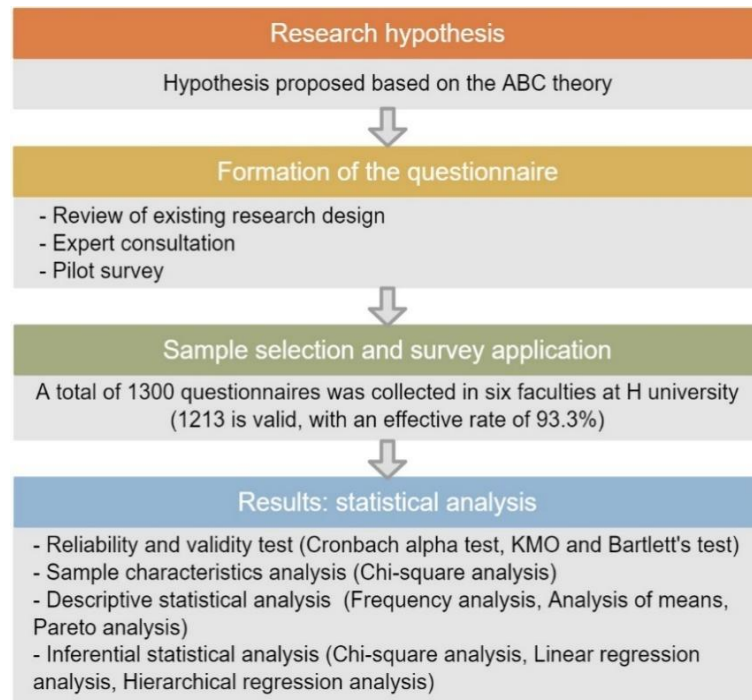 Research hypothesis
Hypothesis proposed based on the ABC theory
Formation of the questionnaire
- Review of existing research design
- Expert consultation
- Pilot survey
Sample selection and survey application
A total of 1300 questionnaires was collected in six faculties at H university
(1213 is valid, with an effective rate of 93.3%)
Results: statistical analysis
- Reliability and validity test (Cronbach alpha test, KMO and Bartlett's test)
- Sample characteristics analysis (Chi-square analysis)
- Descriptive statistical analysis (Frequency analysis, Analysis of means,
Pareto analysis)
- Inferential statistical analysis (Chi-square analysis, Linear regression
analysis, Hierarchical regression analysis)